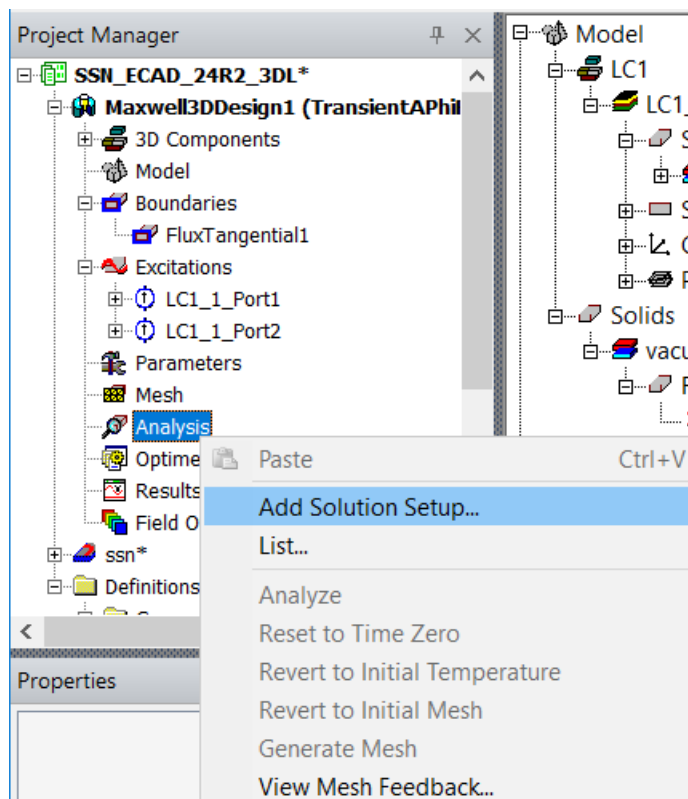 Project Manager
SSN_ECAD_24R2_3DL*
Maxwell3DDesign1 (TransientAPhi
3D Components
Model
Boundaries
FluxTangential1
Excitations
LC1_1_Port1
LC1_1_Port2
Parameters
Mesh
Analysis
Optime
Results
Field O
ssn*
Definitions
Properties
Model
LC1
LC1_
S
S
C
P
Solids
vacu
Paste Ctrl+V
Add Solution Setup...
List...
Analyze
Reset to Time Zero
Revert to Initial Temperature
Revert to Initial Mesh
Generate Mesh
View Mesh Feedback...